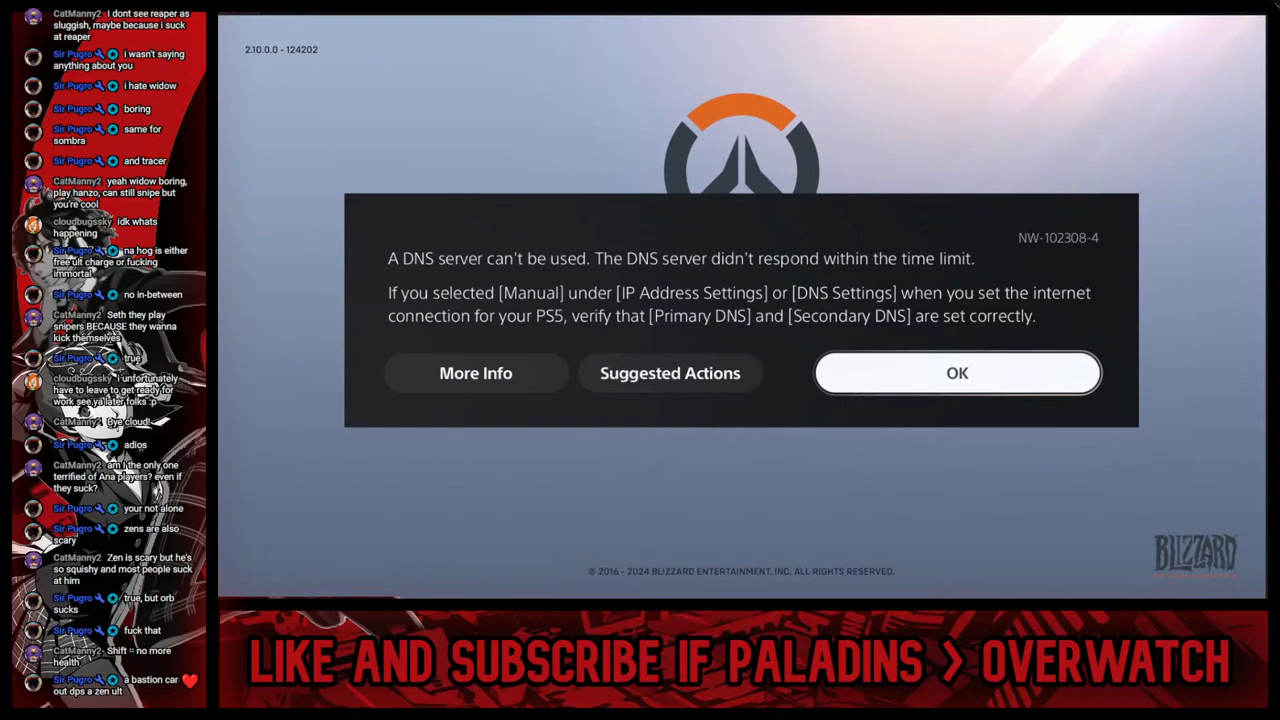 CatManny2 I dont see reaper as
sluggish, maybe because i suck
at reaper
Sir Pugro i wasn't saying
anything about you
Sir Pugro i hate widow
Sir Pugro boring
Sir Pugro same for
sombra
Sir Pugro and tracer
CatManny2 yeah widow boring,
play hanzo, can still snipe but
you're cool
cloudbugssky idk whats
happening
Sir Pugro na hog is either
free ult charge or fucking
immortal
Sir Pugro no in-between
CatManny2 Seth they play
snipers BECAUSE they wanna
kick themselves
Sir Pugro true
cloudbugssky I unfortunately
have to leave to get ready for
work see ya later folks :p
CatManny2 Bye cloud!
Sir Pugro adios
CatManny2 am I the only one
terrified of Ana players? even if
they suck?
Sir Pugro your not alone
Sir Pugro zens are also
scary
CatManny2 Zen is scary but he's
so squishy and most people suck
at him
Sir Pugro true, but orb
sucks
Sir Pugro fuck that
CatManny2 Shift = no more
health
Sir Pugro a bastion can
out dps a zen ult
2.10.0.0 - 124202
NW-102308-4
A DNS server can't be used. The DNS server didn't respond within the time limit.
If you selected [Manual] under [IP Address Settings] or [DNS Settings] when you set the internet
connection for your PS5, verify that [Primary DNS] and [Secondary DNS] are set correctly.
More Info
Suggested Actions
OK
BLIZZARD
ENTERTAINMENT
© 2016 - 2024 BLIZZARD ENTERTAINMENT, INC. ALL RIGHTS RESERVED.
LIKE AND SUBSCRIBE IF PALADINS > OVERWATCH